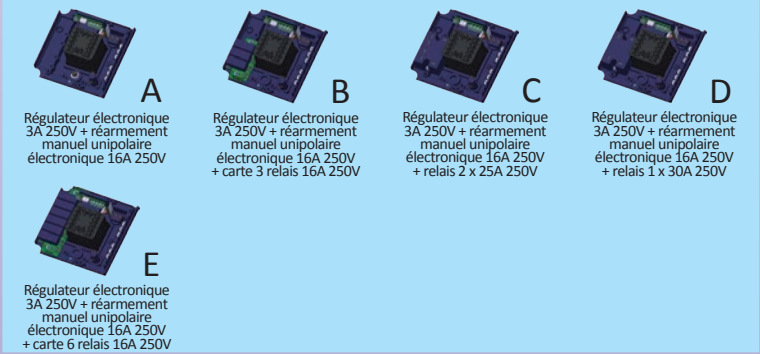 A
Régulateur électronique
3A 250V + réarmement
manuel unipolaire
électronique 16A 250V
B
Régulateur électronique
3A 250V + réarmement
manuel unipolaire
électronique 16A 250V
+ carte 3 relais 16A 250V
C
Régulateur électronique
3A 250V + réarmement
manuel unipolaire
électronique 16A 250V
+ relais 2 x 25A 250V
D
Régulateur électronique
3A 250V + réarmement
manuel unipolaire
électronique 16A 250V
+ relais 1 x 30A 250V
E
Régulateur électronique
3A 250V + réarmement
manuel unipolaire
électronique 16A 250V
+ carte 6 relais 16A 250V